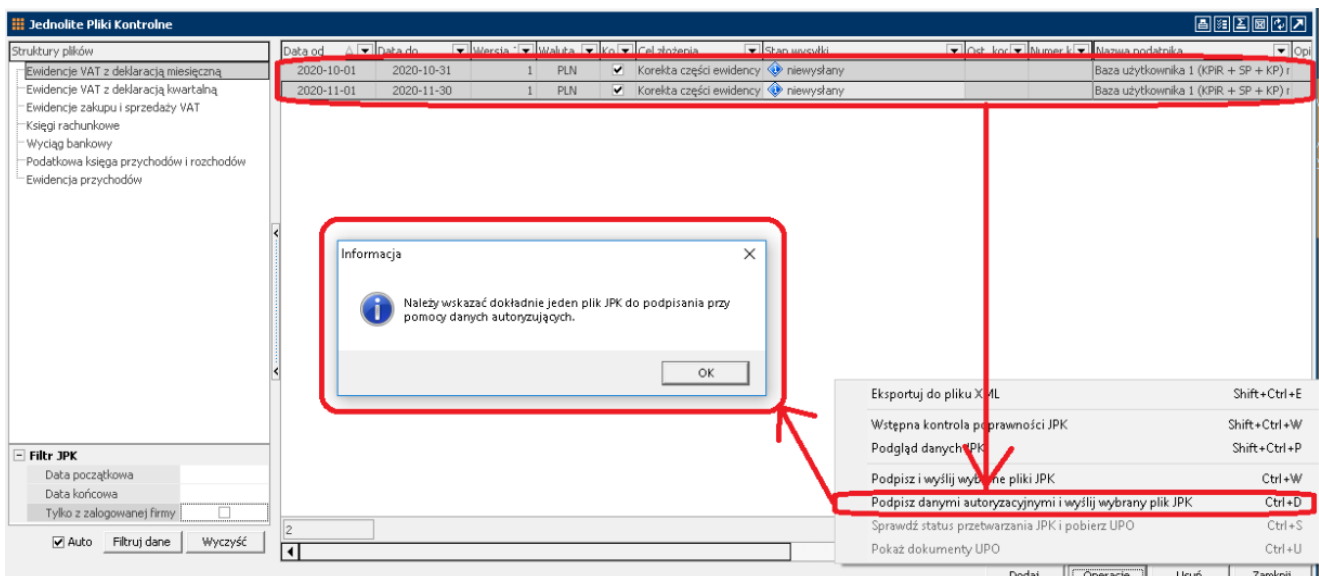 Jednolite Pliki Kontrolne
Struktury plików
Ewidencje VAT z deklaracją miesięczną
Ewidencje VAT z deklaracją kwartalną
Ewidencje zakupu i sprzedaży VAT
Księgi rachunkowe
Wyciąg bankowy
Podatkowa księga przychodów i rozchodów
Ewidencja przychodów
Data od Data do Wersja Waluta Ko Cel złożenia Stan wysyłki Ost. kor Numer k Nazwa podatnika Opi
2020-10-01 2020-10-31 1 PLN Korekta części ewidency niewysłany Baza użytkownika 1 (KPiR + SP + KP) r
2020-11-01 2020-11-30 1 PLN Korekta części ewidency niewysłany Baza użytkownika 1 (KPiR + SP + KP) r
Informacja
Należy wskazać dokładnie jeden plik JPK do podpisania przy
pomocy danych autoryzujących.
OK
Eksportuj do pliku XML Shift+Ctrl+E
Wstępna kontrola poprawności JPK Shift+Ctrl+W
Podgląd danych JPK Shift+Ctrl+P
Podpisz i wyślij wybrane pliki JPK Ctrl+W
Podpisz danymi autoryzacyjnymi i wyślij wybrany plik JPK Ctrl+D
Sprawdź status przetwarzania JPK i pobierz UPO Ctrl+S
Pokaż dokumenty UPO Ctrl+U
Filtr JPK
Data początkowa
Data końcowa
Tylko z zalogowanej firmy
Auto Filtruj dane Wyczyść
2
Dodaj Operacje Usuń Zamknij